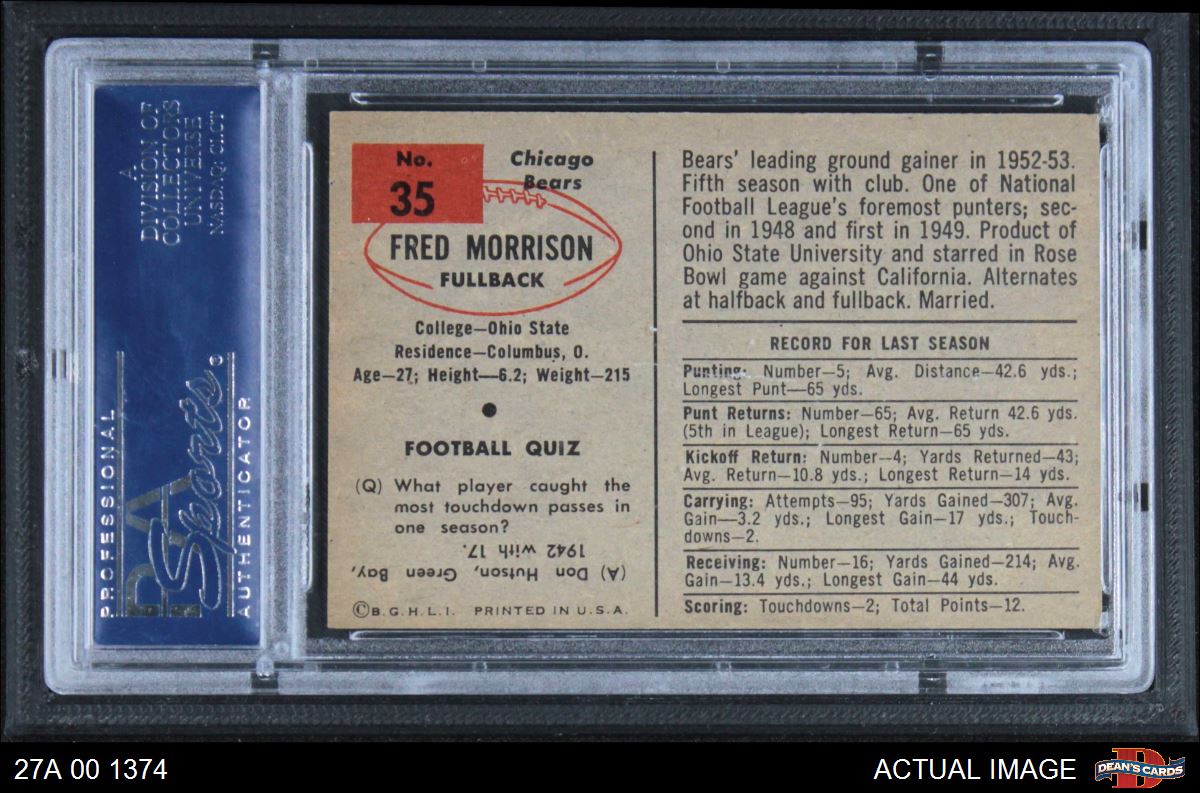 A
DIVISION OF
COLLECTORS
UNIVERSE
NASDAQ: CLCT
PROFESSIONAL
PSA
Sports
AUTHENTICATOR
No.
35
Chicago
Bears
FRED MORRISON
FULLBACK
College—Ohio State
Residence—Columbus, O.
Age—27; Height—6.2; Weight—215
FOOTBALL QUIZ
(Q) What player caught the
most touchdown passes in
one season?
(A) Don Hutson, Green Bay,
1942 with 17.
©B.G.H.L.I. PRINTED IN U.S.A.
Bears' leading ground gainer in 1952-53.
Fifth season with club. One of National
Football League's foremost punters; sec-
ond in 1948 and first in 1949. Product of
Ohio State University and starred in Rose
Bowl game against California. Alternates
at halfback and fullback. Married.
RECORD FOR LAST SEASON
Punting: Number—5; Avg. Distance—42.6 yds.;
Longest Punt—65 yds.
Punt Returns: Number—65; Avg. Return 42.6 yds.
(5th in League); Longest Return—65 yds.
Kickoff Return: Number—4; Yards Returned—43;
Avg. Return—10.8 yds.; Longest Return—14 yds.
Carrying: Attempts—95; Yards Gained—307; Avg.
Gain—3.2 yds.; Longest Gain—17 yds.; Touch-
downs—2.
Receiving: Number—16; Yards Gained—214; Avg.
Gain—13.4 yds.; Longest Gain—44 yds.
Scoring: Touchdowns—2; Total Points—12.
27A 00 1374
ACTUAL IMAGE
DEAN'S CARDS